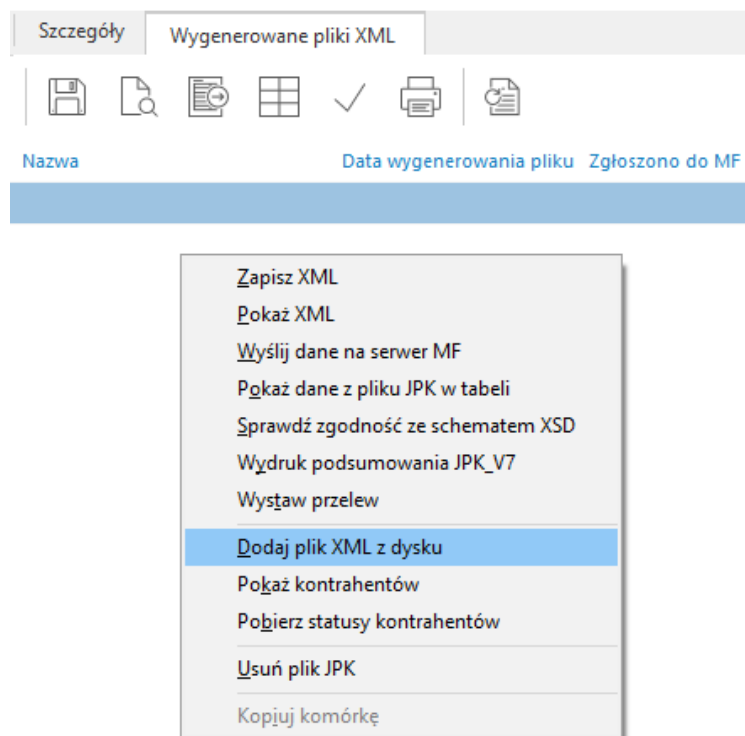 Szczegóły
Wygenerowane pliki XML
Nazwa
Data wygenerowania pliku
Zgłoszono do MF
Zapisz XML
Pokaż XML
Wyślij dane na serwer MF
Pokaż dane z pliku JPK w tabeli
Sprawdź zgodność ze schematem XSD
Wydruk podsumowania JPK_V7
Wystaw przelew
Dodaj plik XML z dysku
Pokaż kontrahentów
Pobierz statusy kontrahentów
Usuń plik JPK
Kopiuj komórkę